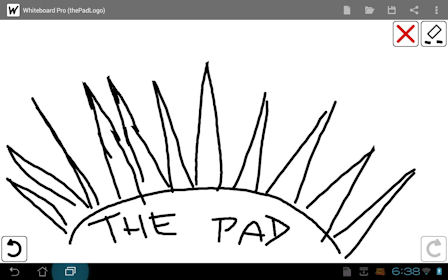 Whiteboard Pro (thePadLogo)
THE PAD
6:38